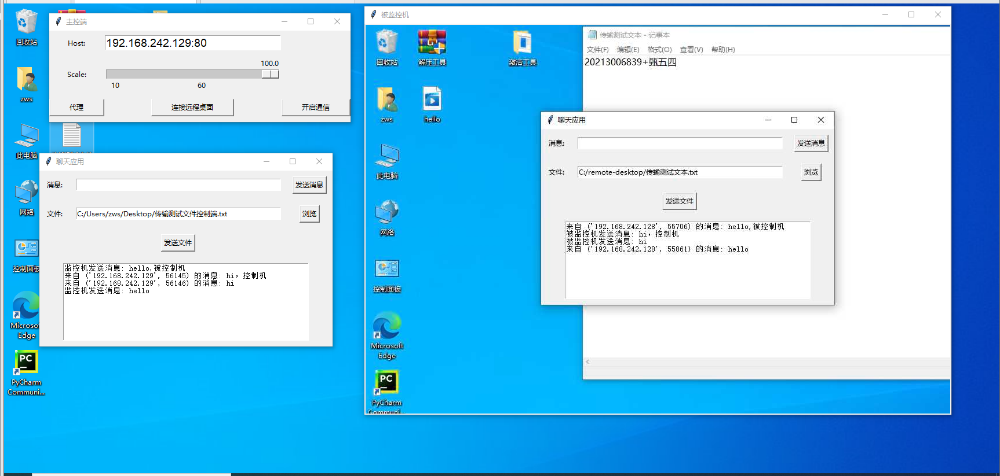 回收站
zws
此电脑
网络
控制面板
Microsof
Edge
PyCharm
Communi...
主控端
Host:
192.168.242.129:80
100.0
Scale:
10
60
代理
连接远程桌面
开启通信
聊天应用
消息:
发送消息
文件:
C:/Users/zws/Desktop/传输测试文件控制端.txt
浏览
发送文件
监控机发送消息: hello,被控制机
来自 ('192.168.242.129', 56145) 的消息: hi，控制机
来自 ('192.168.242.129', 56146) 的消息: hi
监控机发送消息: hello
被监控机
回收站
解压工具
激活工具
zws
hello
此电脑
网络
控制面板
Microsoft
Edge
PyCharm
Communi...
传输测试文本 - 记事本
文件(F) 编辑(E) 格式(O) 查看(V) 帮助(H)
20213006839+甄五四
聊天应用
消息:
发送消息
文件:
C:/remote-desktop/传输测试文本.txt
浏览
发送文件
来自 ('192.168.242.128', 55706) 的消息: hello,被控制机
被监控机发送消息: hi，控制机
被监控机发送消息: hi
来自 ('192.168.242.128', 55861) 的消息: hello